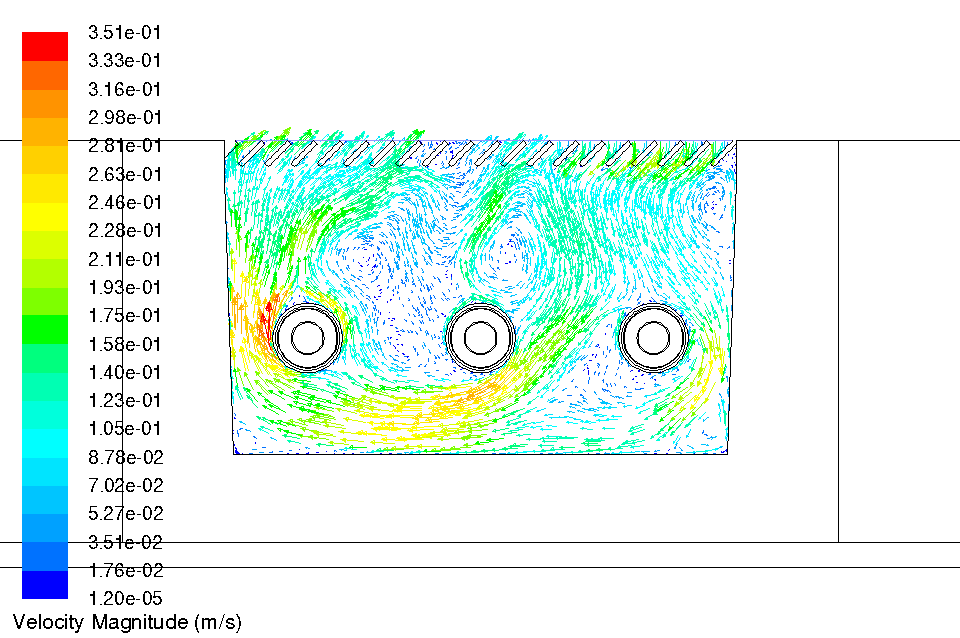 3.51e-01
3.33e-01
3.16e-01
2.98e-01
2.81e-01
2.63e-01
2.46e-01
2.28e-01
2.11e-01
1.93e-01
1.75e-01
1.58e-01
1.40e-01
1.23e-01
1.05e-01
8.78e-02
7.02e-02
5.27e-02
3.51e-02
1.76e-02
1.20e-05
Velocity Magnitude (m/s)